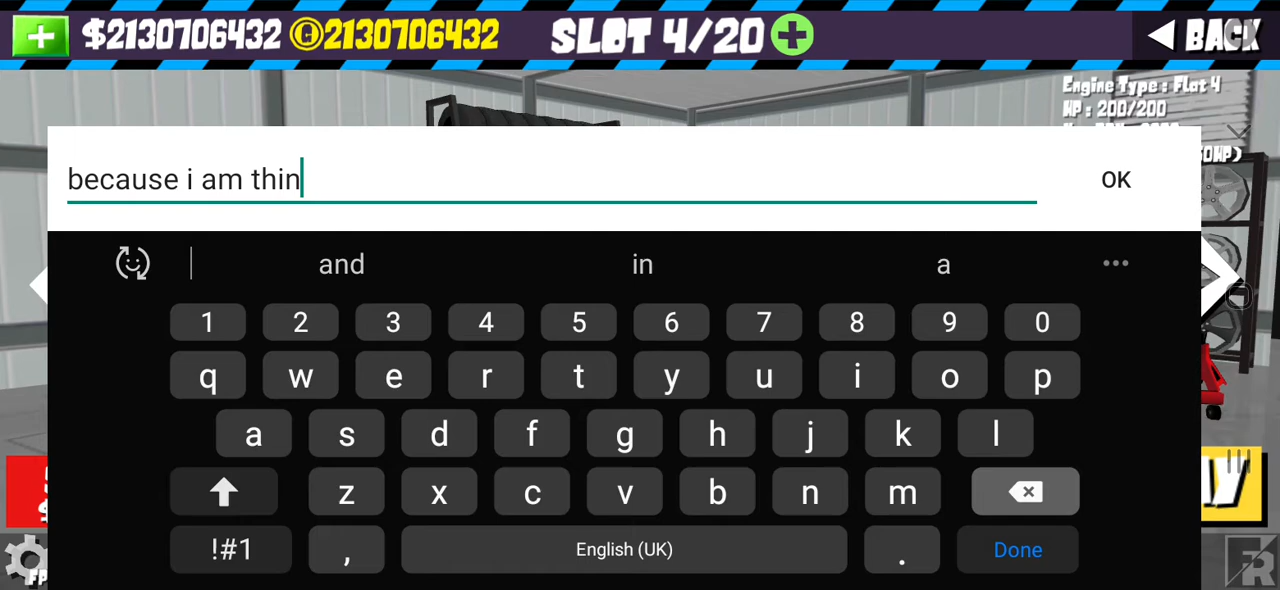 $2130706432 2130706432 SLOT 4/20 BACK
Engine Type : Flat 4
HP : 200/200
because i am thin OK
and in a
1 2 3 4 5 6 7 8 9 0
q w e r t y u i o p
a s d f g h j k l
z x c v b n m
!#1 , English (UK) . Done